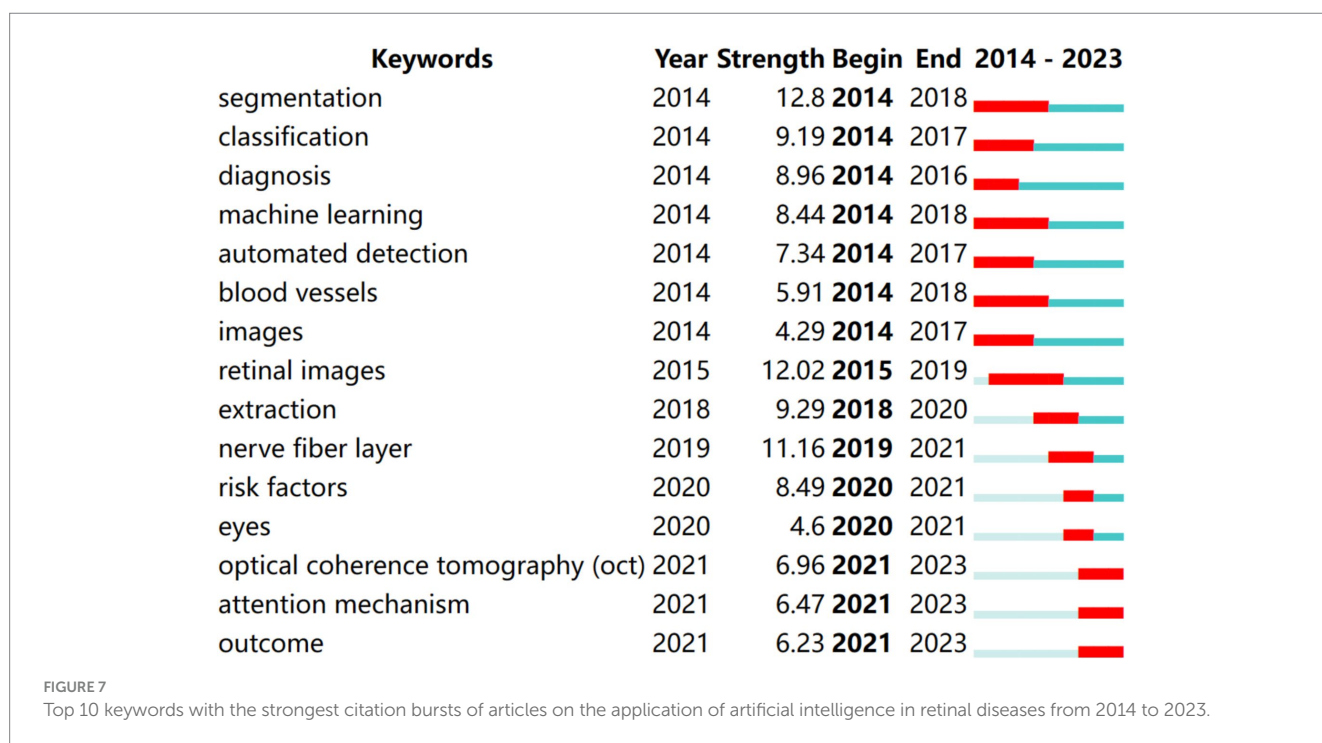 Keywords Year Strength Begin End 2014 - 2023
segmentation 2014 12.8 2014 2018
classification 2014 9.19 2014 2017
diagnosis 2014 8.96 2014 2016
machine learning 2014 8.44 2014 2018
automated detection 2014 7.34 2014 2017
blood vessels 2014 5.91 2014 2018
images 2014 4.29 2014 2017
retinal images 2015 12.02 2015 2019
extraction 2018 9.29 2018 2020
nerve fiber layer 2019 11.16 2019 2021
risk factors 2020 8.49 2020 2021
eyes 2020 4.6 2020 2021
optical coherence tomography (oct) 2021 6.96 2021 2023
attention mechanism 2021 6.47 2021 2023
outcome 2021 6.23 2021 2023
FIGURE 7
Top 10 keywords with the strongest citation bursts of articles on the application of artificial intelligence in retinal diseases from 2014 to 2023.